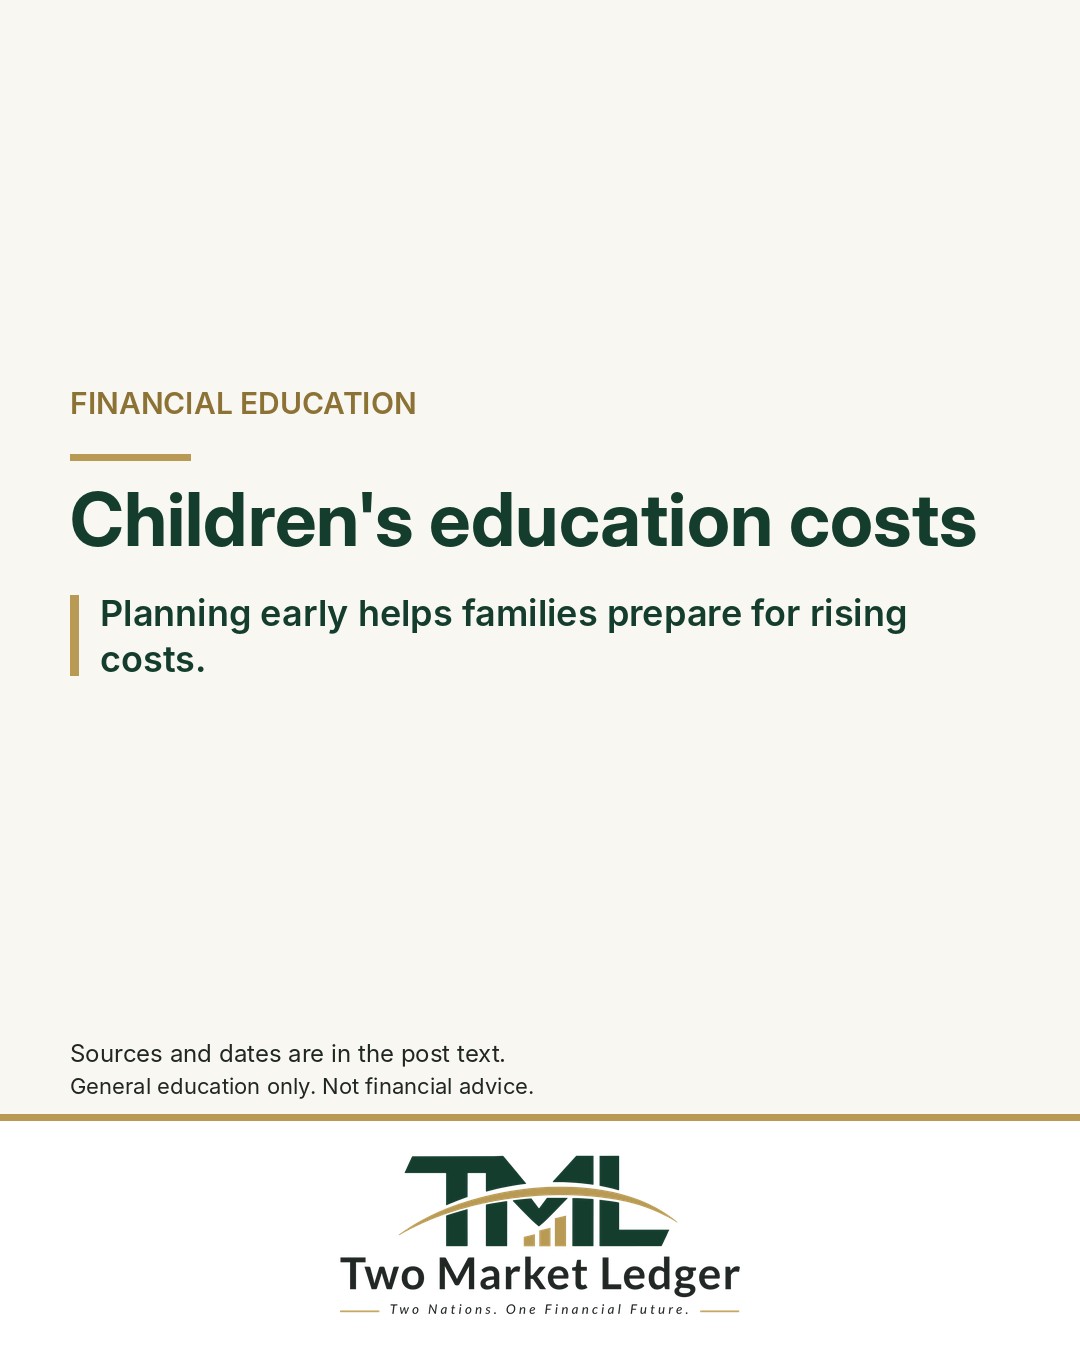 FINANCIAL EDUCATION
Children's education costs
Planning early helps families prepare for rising
costs.
Sources and dates are in the post text.
General education only. Not financial advice.
TML
Two Market Ledger
Two Nations. One Financial Future.